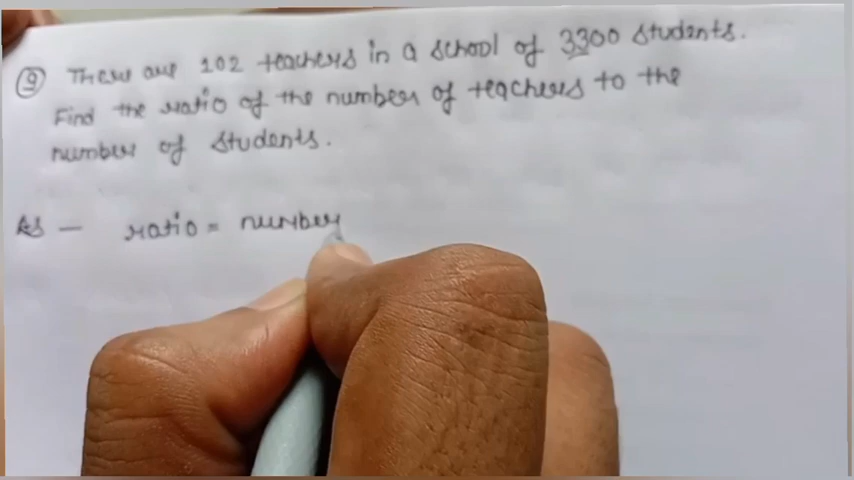 9 There are 102 teachers in a school of 3300 students.
Find the ratio of the number of teachers to the
number of students.
As - ratio = number